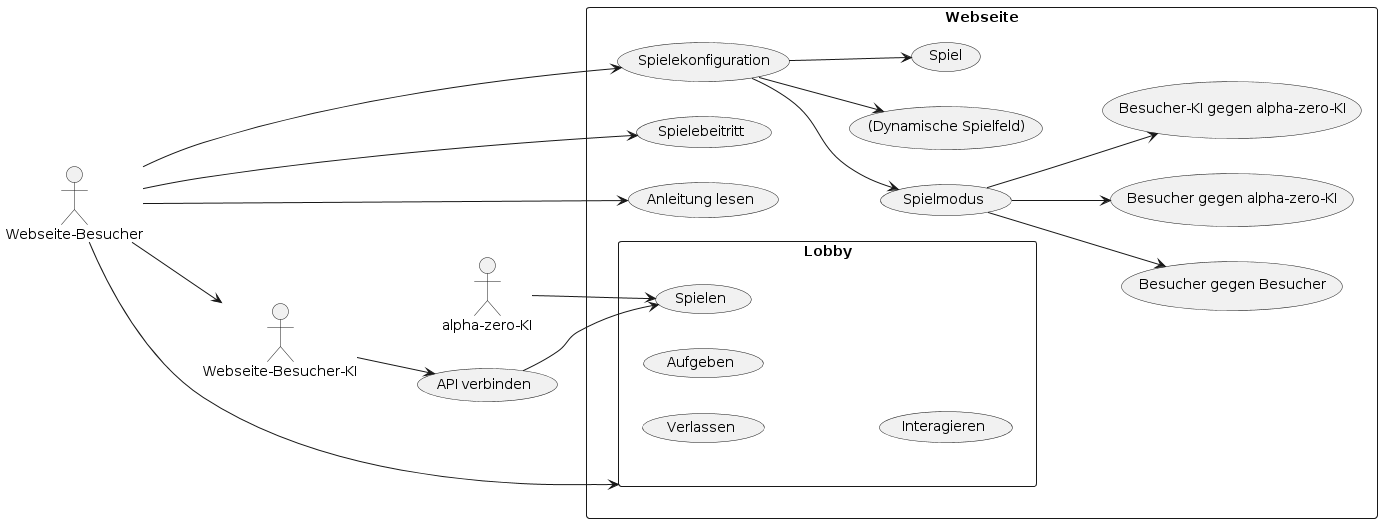 Webseite
Spielekonfiguration
Spiel
(Dynamische Spielfeld)
Besucher-KI gegen alpha-zero-KI
Spielebeitritt
Anleitung lesen
Spielmodus
Besucher gegen alpha-zero-KI
Webseite-Besucher
Lobby
Besucher gegen Besucher
Spielen
alpha-zero-KI
Aufgeben
Webseite-Besucher-KI
API verbinden
Verlassen
Interagieren